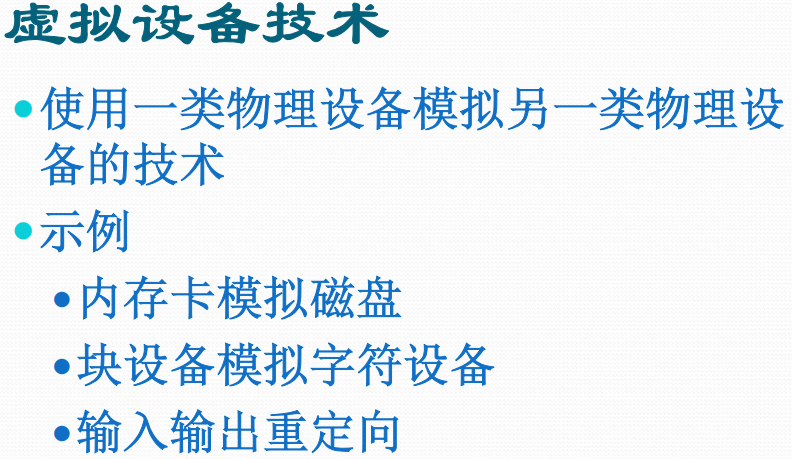 虚拟设备技术
使用一类物理设备模拟另一类物理设
备的技术
示例
内存卡模拟磁盘
块设备模拟字符设备
输入输出重定向